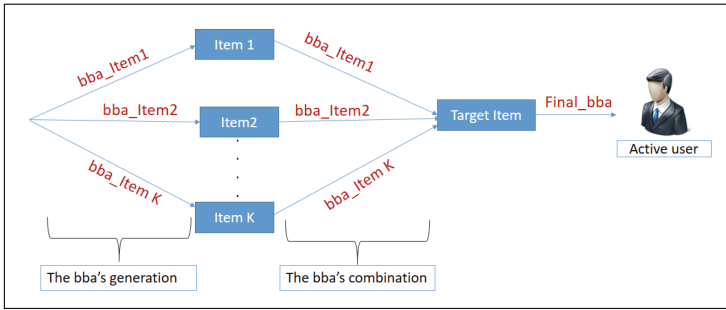 bba_Item1
Item 1
bba_Item1
bba_Item2
Item2
bba_Item2
Target Item
Final_bba
Active user
bba_Item K
Item K
bba_Item K
The bba's generation
The bba's combination